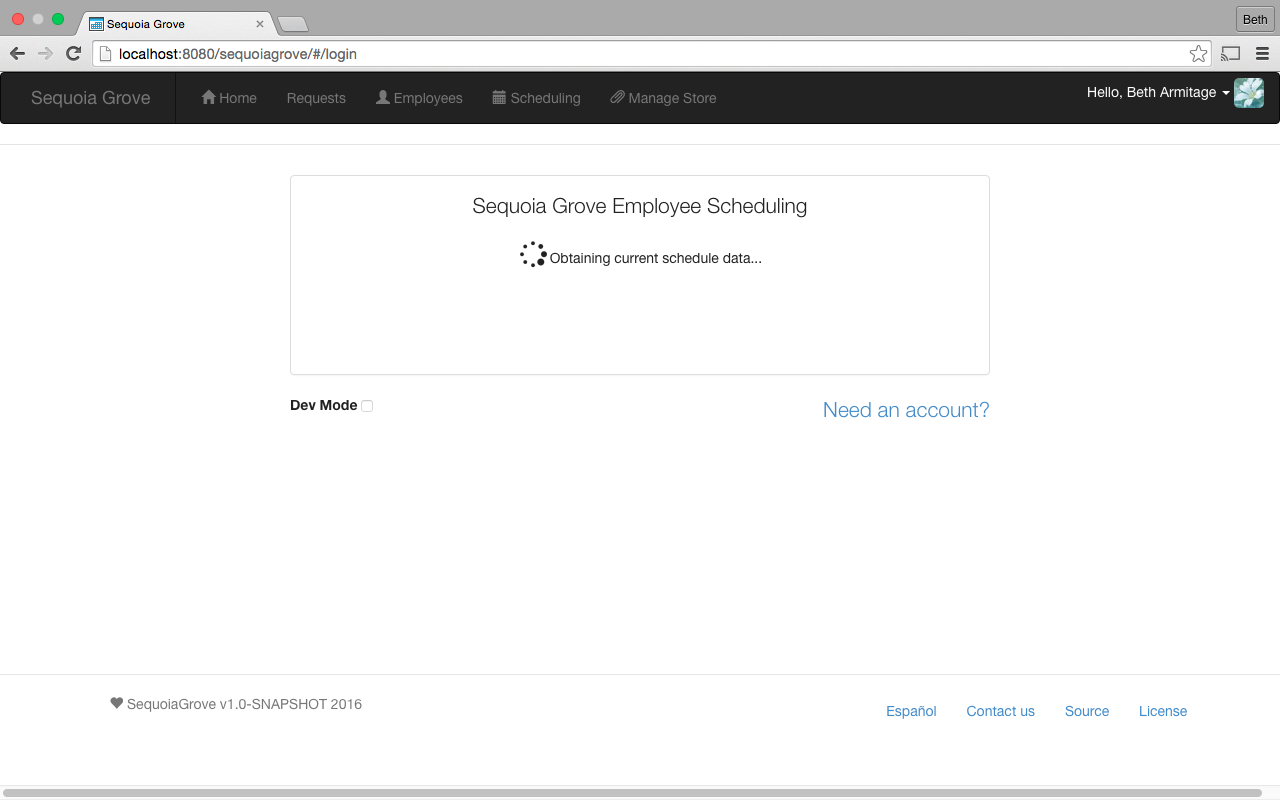 Sequoia Grove
Beth
localhost:8080/sequoiagrove/#/login
Sequoia Grove Home Requests Employees Scheduling Manage Store Hello, Beth Armitage
Sequoia Grove Employee Scheduling
Obtaining current schedule data...
Dev Mode
Need an account?
SequoiaGrove v1.0-SNAPSHOT 2016
Español Contact us Source License